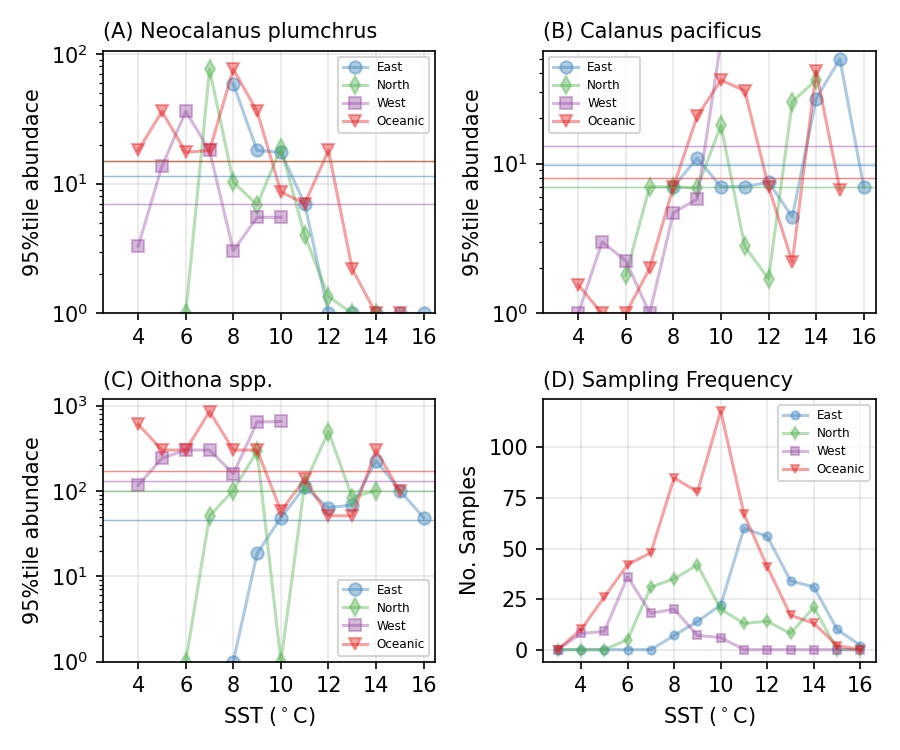 (A) Neocalanus plumchrus
95%tile abundace
10²
10¹
10⁰
4 6 8 10 12 14 16
East
North
West
Oceanic
(B) Calanus pacificus
95%tile abundace
10¹
10⁰
4 6 8 10 12 14 16
East
North
West
Oceanic
(C) Oithona spp.
95%tile abundace
10³
10²
10¹
10⁰
4 6 8 10 12 14 16
SST (°C)
East
North
West
Oceanic
(D) Sampling Frequency
No. Samples
100
75
50
25
0
4 6 8 10 12 14 16
SST (°C)
East
North
West
Oceanic